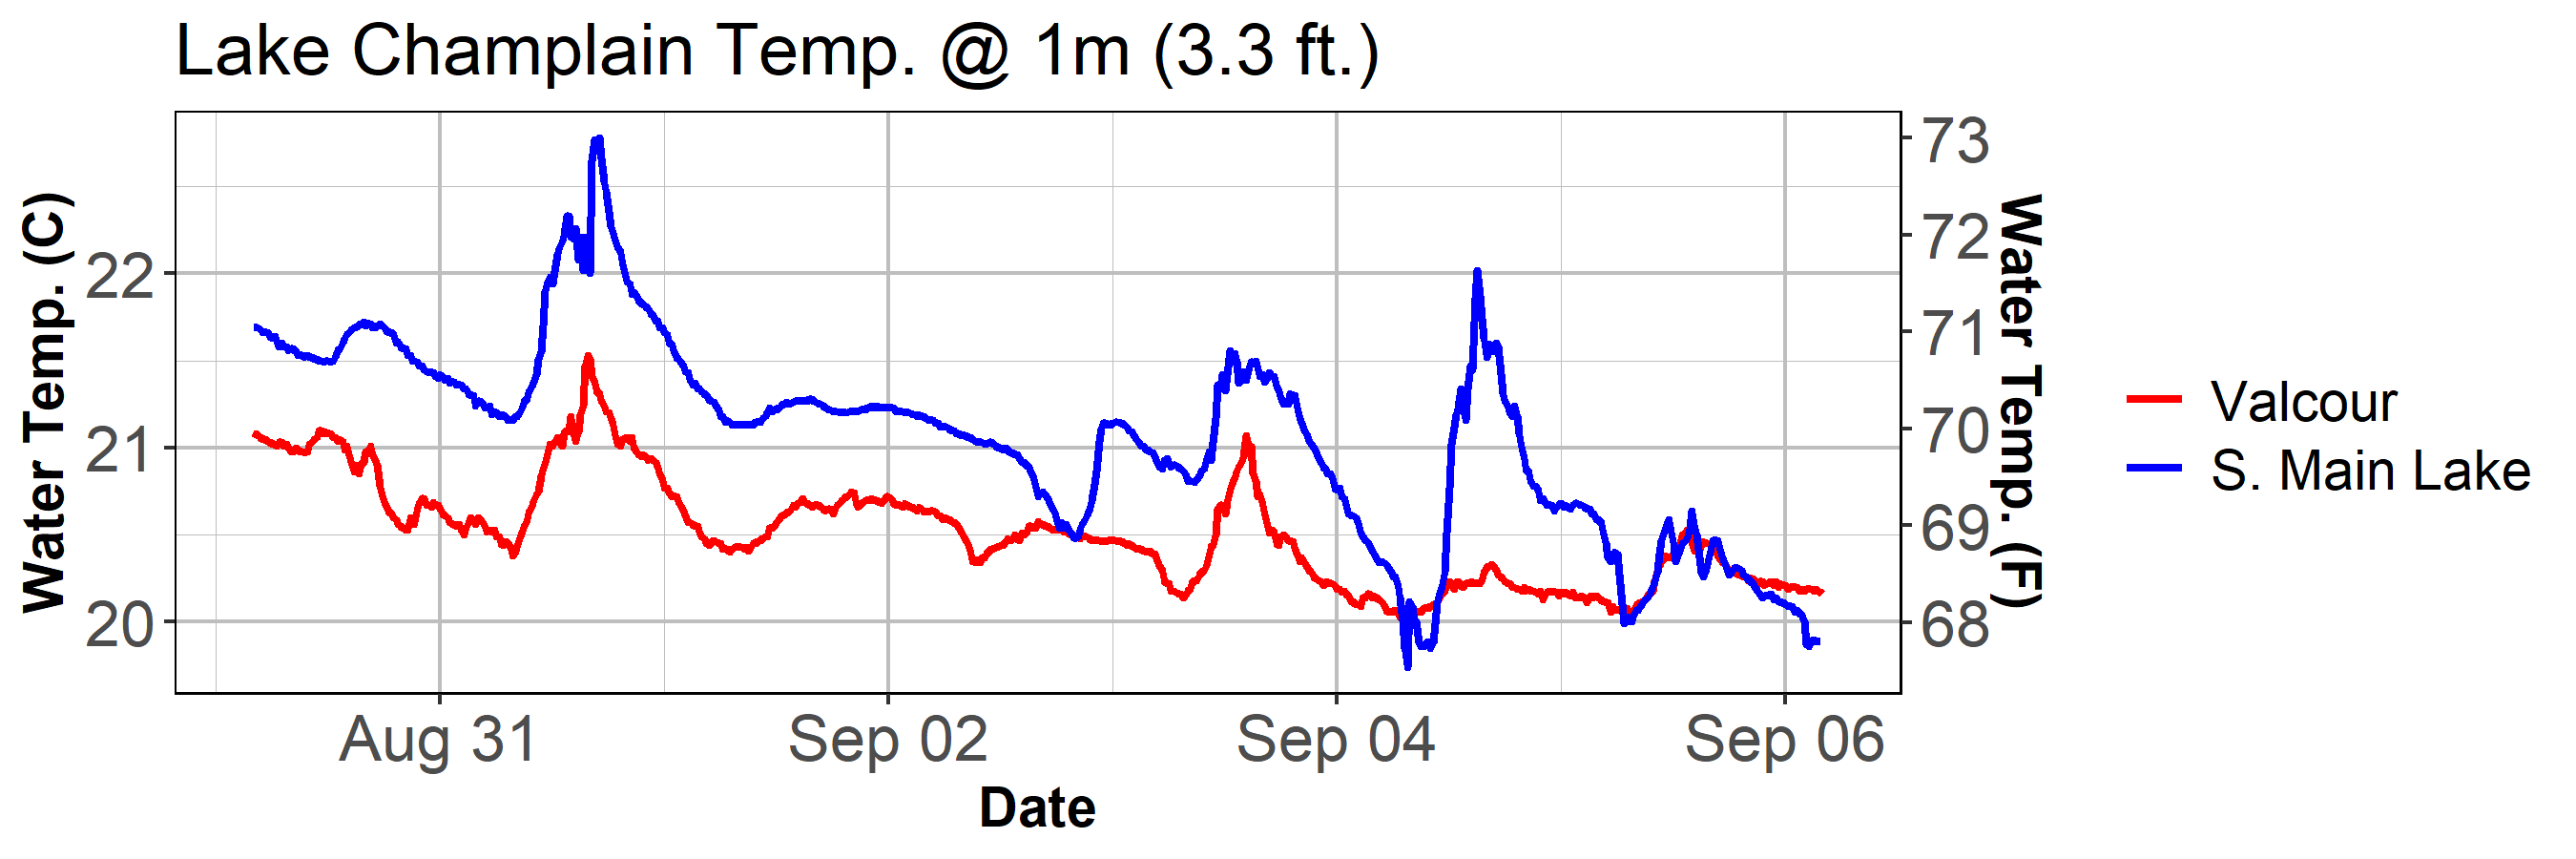 Lake Champlain Temp. @ 1m (3.3 ft.)
Water Temp. (C)
22
21
20
73
72
71
70
69
68
Water Temp. (F)
Valcour
S. Main Lake
Aug 31
Sep 02
Sep 04
Sep 06
Date